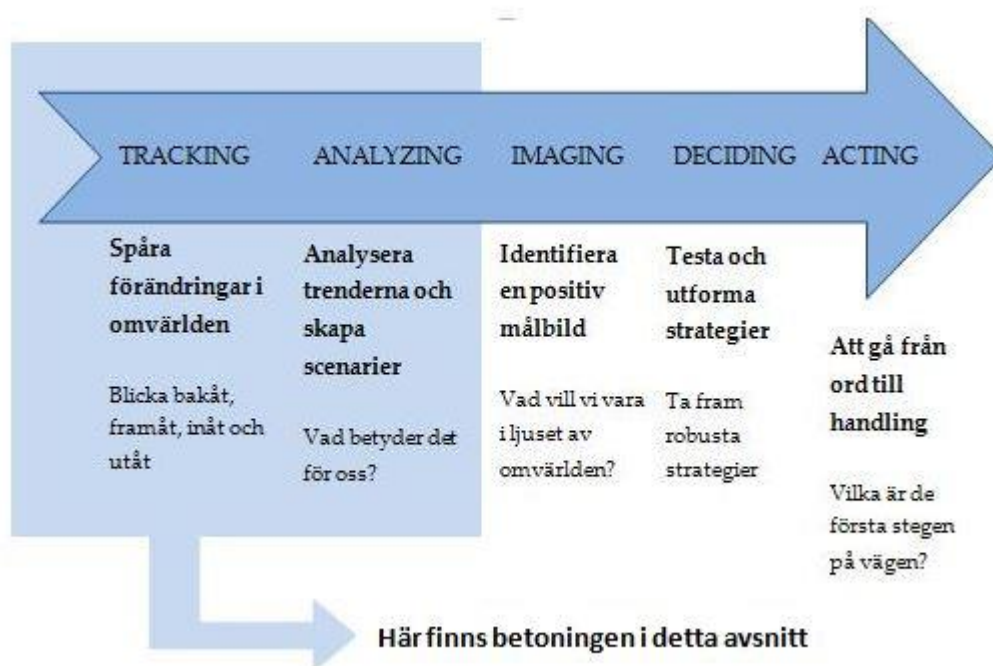 TRACKING ANALYZING IMAGING DECIDING ACTING
Spåra
förändringar i
omvärlden
Blicka bakåt,
framåt, inåt och
utåt
Analysera
trenderna och
skapa
scenarier
Vad betyder det
för oss?
Identifiera
en positiv
målbild
Vad vill vi vara
i ljuset av
omvärlden?
Testa och
utforma
strategier
Ta fram
robusta
strategier
Att gå från
ord till
handling
Vilka är de
första stegen
på vägen?
Här finns betoningen i detta avsnitt